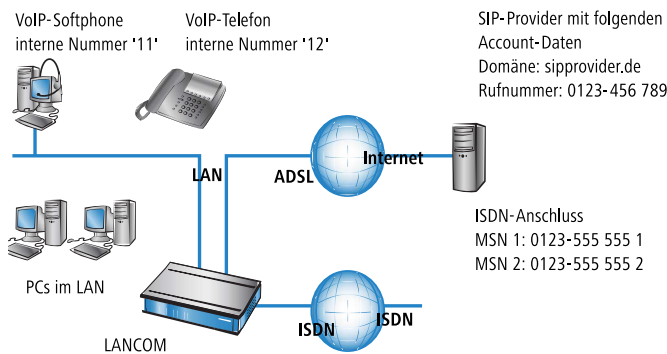 VoIP-Softphone
interne Nummer '11'
VoIP-Telefon
interne Nummer '12'
SIP-Provider mit folgenden
Account-Daten
Domäne: sipprovider.de
Rufnummer: 0123-456 789
LAN
ADSL
Internet
ISDN-Anschluss
MSN 1: 0123-555 555 1
MSN 2: 0123-555 555 2
PCs im LAN
LANCOM
ISDN
ISDN